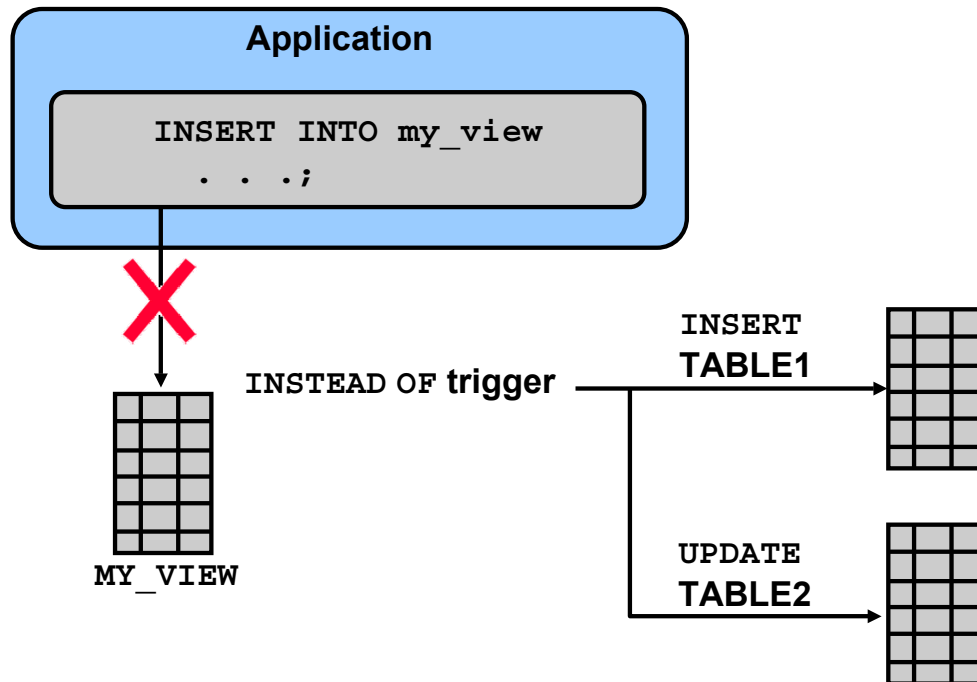 Application
INSERT INTO my_view
. . .;
INSERT
TABLE1
INSTEAD OF trigger
MY_VIEW
UPDATE
TABLE2